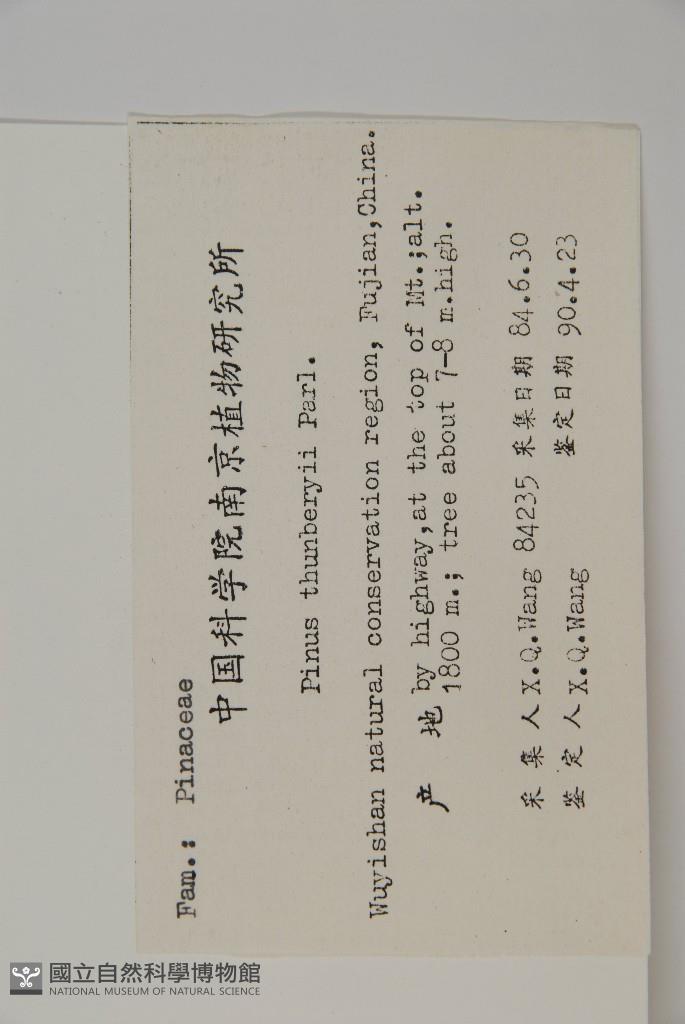 Fam.: Pinaceae
中国科学院南京植物研究所
Pinus thunberyii Parl.
Wuyishan natural conservation region, Fujian,China.
产 地 by highway,at the top of Mt.;alt.
1800 m.; tree about 7-8 m.high.
采 集 人 X.Q.Wang 84235 采集日期 84.6.30
鉴 定 人 X.Q.Wang 鉴定日期 90.4.23
國立自然科學博物館
NATIONAL MUSEUM OF NATURAL SCIENCE